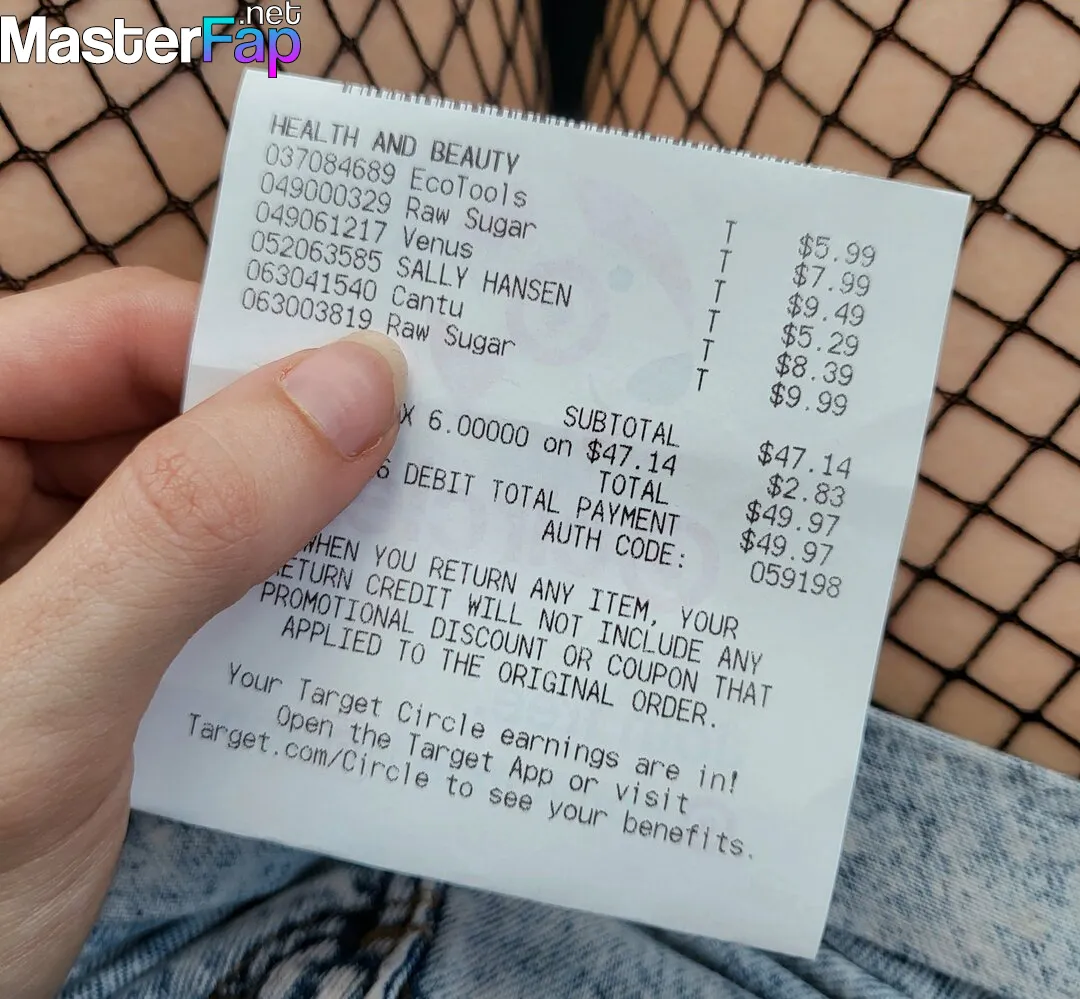 MasterFap.net
HEALTH AND BEAUTY
037084689 EcoTools T $5.99
049000329 Raw Sugar T $7.99
049061217 Venus T $9.49
052063585 SALLY HANSEN T $5.29
063041540 Cantu T $8.39
063003819 Raw Sugar T $9.99
SUBTOTAL $47.14
X 6.00000 on $47.14 $2.83
TOTAL $49.97
6 DEBIT TOTAL PAYMENT $49.97
AUTH CODE: 059198
WHEN YOU RETURN ANY ITEM, YOUR
RETURN CREDIT WILL NOT INCLUDE ANY
PROMOTIONAL DISCOUNT OR COUPON THAT
APPLIED TO THE ORIGINAL ORDER.
Your Target Circle earnings are in!
Open the Target App or visit
Target.com/Circle to see your benefits.